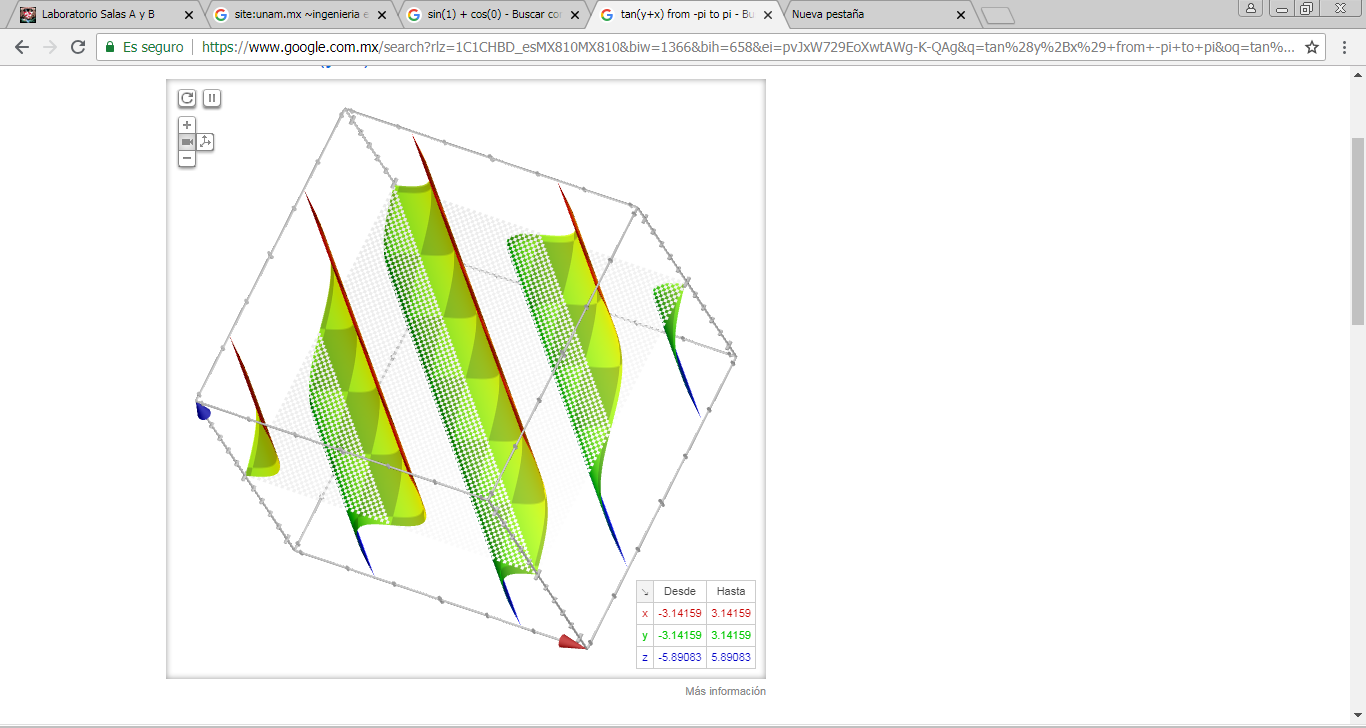 Laboratorio Salas A y B
site:unam.mx ~ingenieria e
sin(1) + cos(0) - Buscar co
tan(y+x) from -pi to pi - Bu
Nueva pestaña
Es seguro
https://www.google.com.mx/search?rlz=1C1CHBD_esMX810MX810&biw=1366&bih=658&ei=pvJxW729EoXwtAWg-K-QAg&q=tan%28y%2Bx%29+from+-pi+to+pi&oq=tan%...
Desde Hasta
x -3.14159 3.14159
y -3.14159 3.14159
z -5.89083 5.89083
Más información